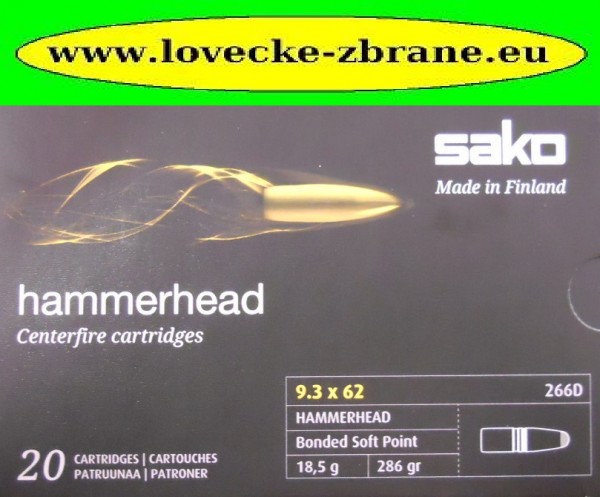 www.lovecke-zbrane.eu
sako
Made in Finland
hammerhead
Centerfire cartridges
9.3 x 62 266D
HAMMERHEAD
Bonded Soft Point
18,5 g 286 gr
20 CARTRIDGES | CARTOUCHES
PATRUUNAA | PATRONER